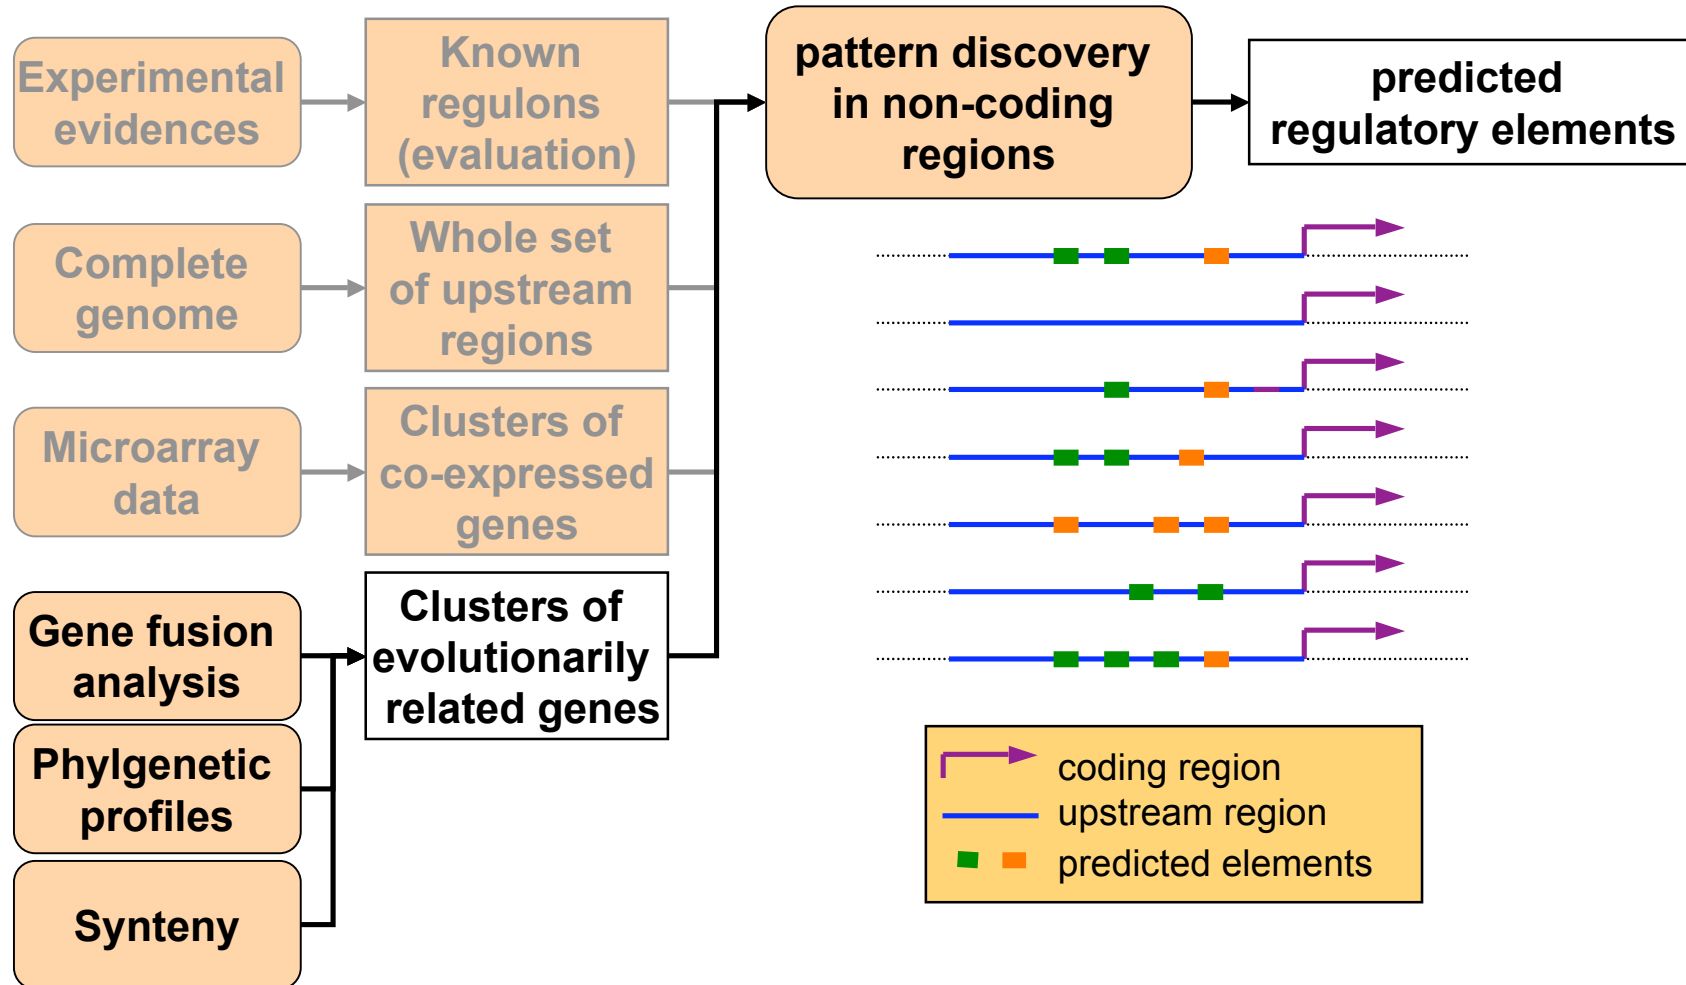 Experimental
evidences
Known
regulons
(evaluation)
pattern discovery
in non-coding
regions
predicted
regulatory elements
Complete
genome
Whole set
of upstream
regions
Microarray
data
Clusters of
co-expressed
genes
Gene fusion
analysis
Clusters of
evolutionarily
related genes
Phylgenetic
profiles
Synteny
coding region
upstream region
predicted elements